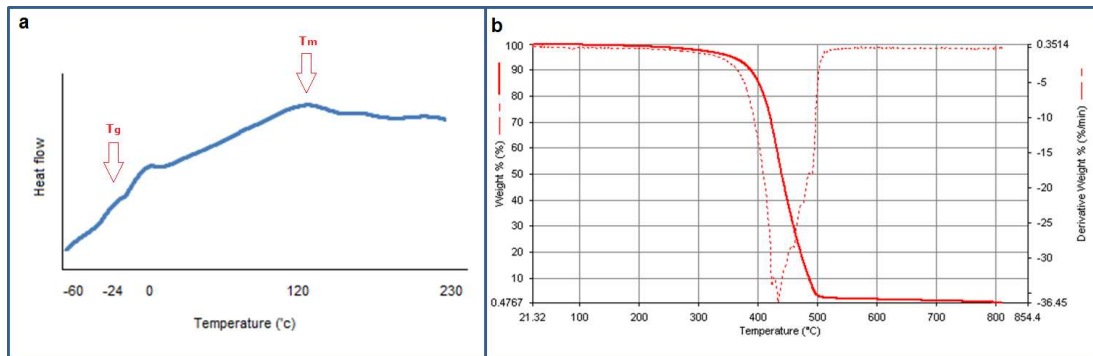 a
Tg
Tm
Heat flow
-60 -24 0 120 230
Temperature (°c)
b
100
90
80
70
60
50
40
30
20
10
0.4767
Weight % (%)
0.3514
-5
-10
-15
-20
-25
-30
-36.45
Derivative Weight % (%/min)
21.32 100 200 300 400 500 600 700 800 854.4
Temperature (°C)